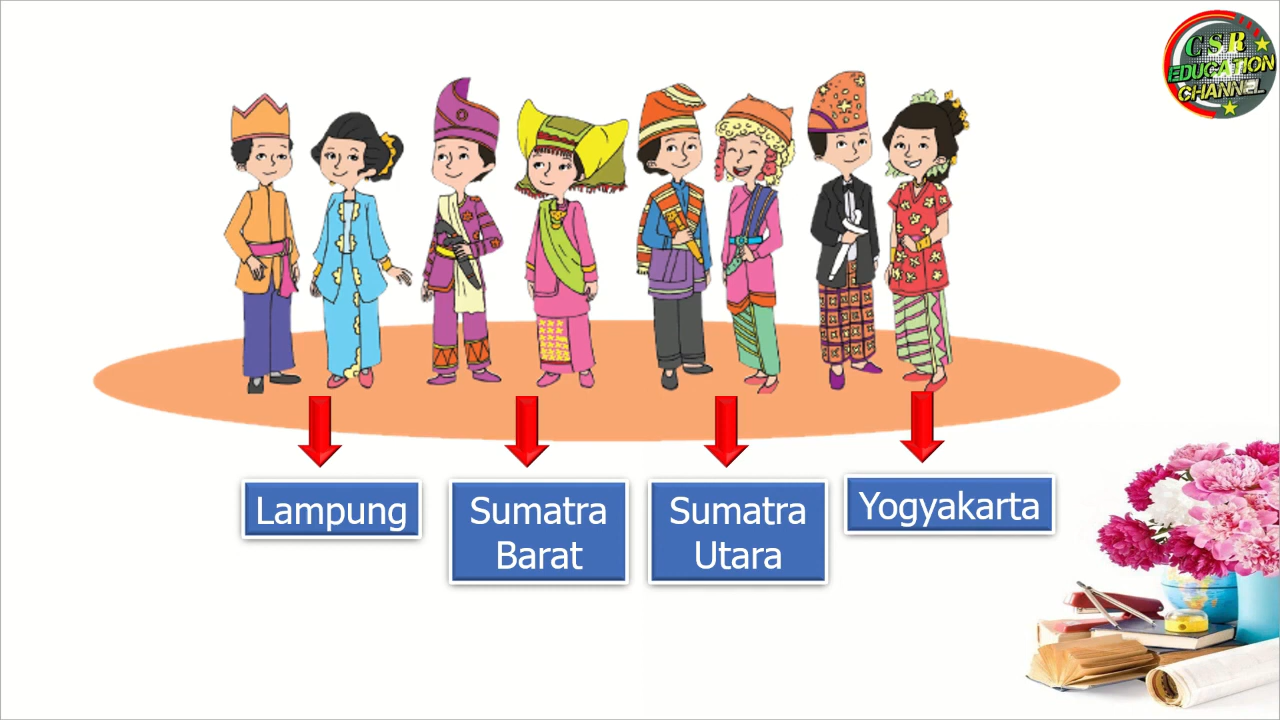 CSR
EDUCATION
CHANNEL
Lampung
Sumatra
Barat
Sumatra
Utara
Yogyakarta